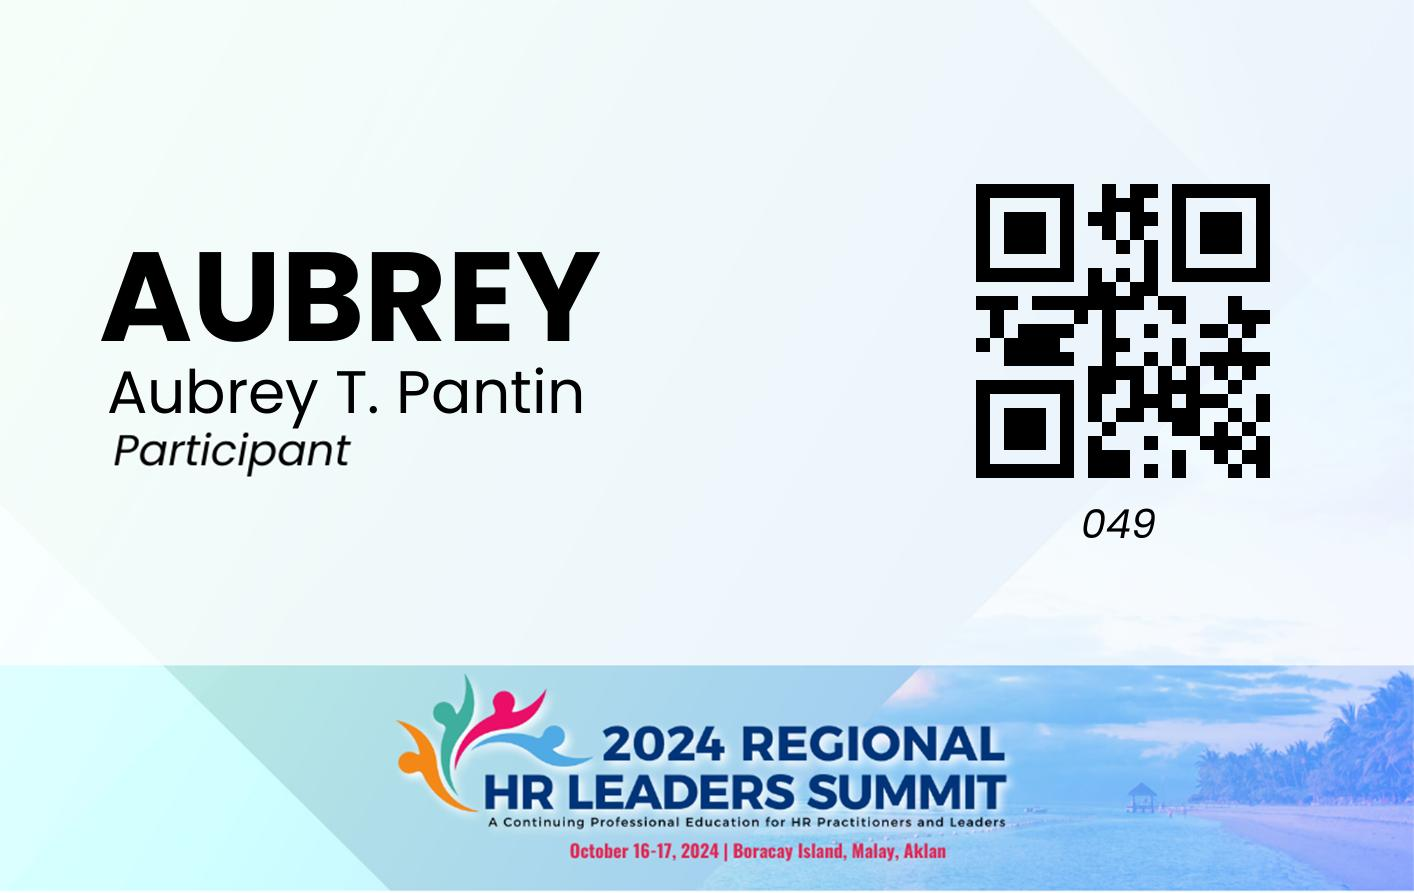 AUBREY
Aubrey T. Pantin
Participant
049
2024 REGIONAL
HR LEADERS SUMMIT
A Continuing Professional Education for HR Practitioners and Leaders
October 16-17, 2024 | Boracay Island, Malay, Aklan